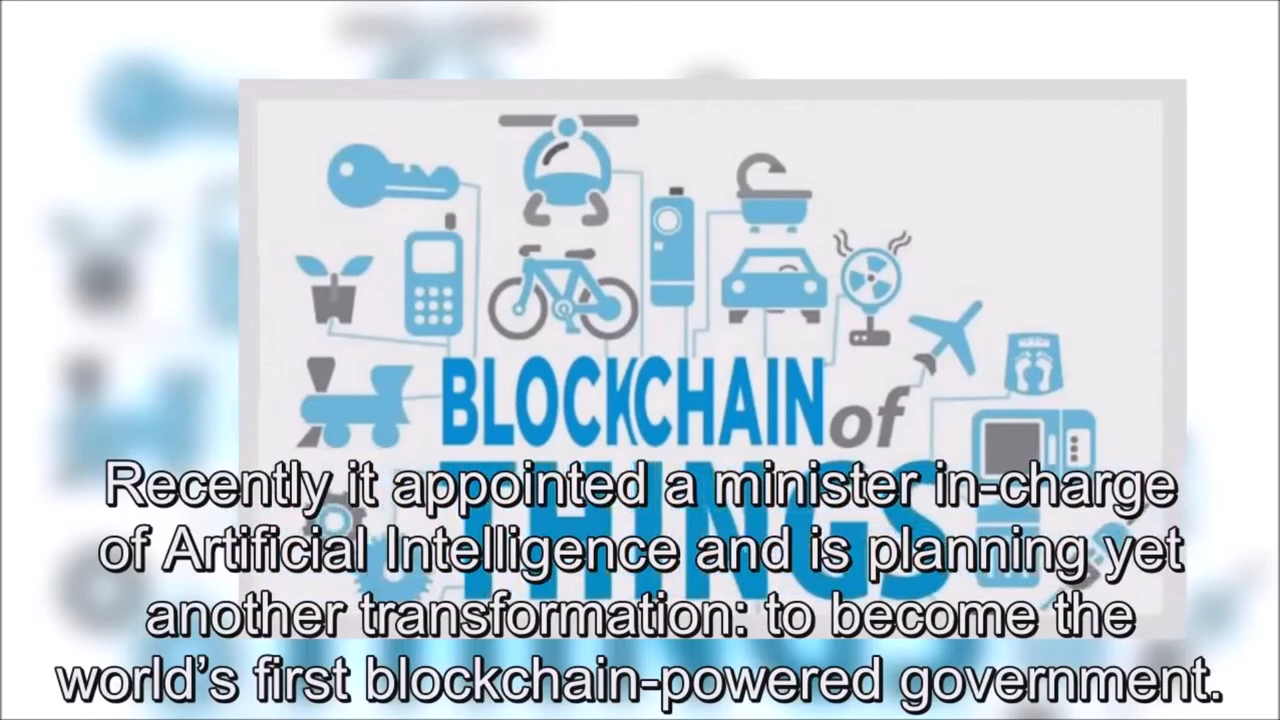 BLOCKCHAIN of
THINGS
Recently it appointed a minister in-charge
of Artificial Intelligence and is planning yet
another transformation: to become the
world’s first blockchain-powered government.